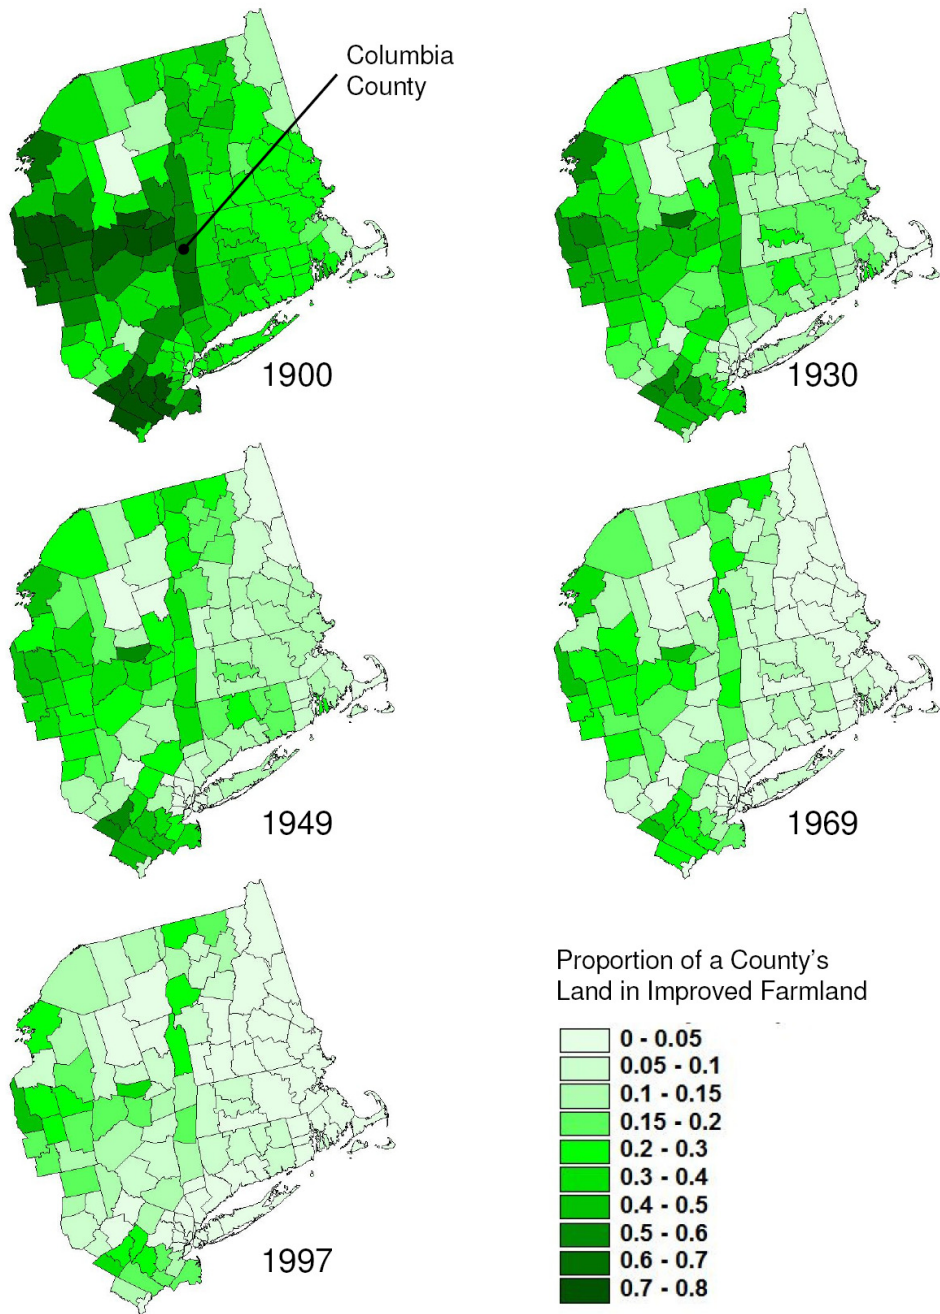 Columbia
County
1900
1930
1949
1969
1997
Proportion of a County's
Land in Improved Farmland
0 - 0.05
0.05 - 0.1
0.1 - 0.15
0.15 - 0.2
0.2 - 0.3
0.3 - 0.4
0.4 - 0.5
0.5 - 0.6
0.6 - 0.7
0.7 - 0.8